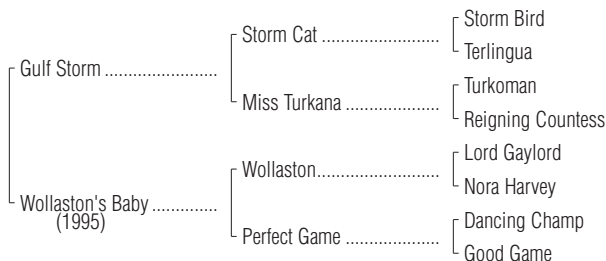 Storm Bird
Storm Cat ......................
Terlingua
Gulf Storm .....................
Turkoman
Miss Turkana ..................
Reigning Countess
Lord Gaylord
Wollaston.......................
Nora Harvey
Wollaston's Baby ............
(1995)
Dancing Champ
Perfect Game ..................
Good Game